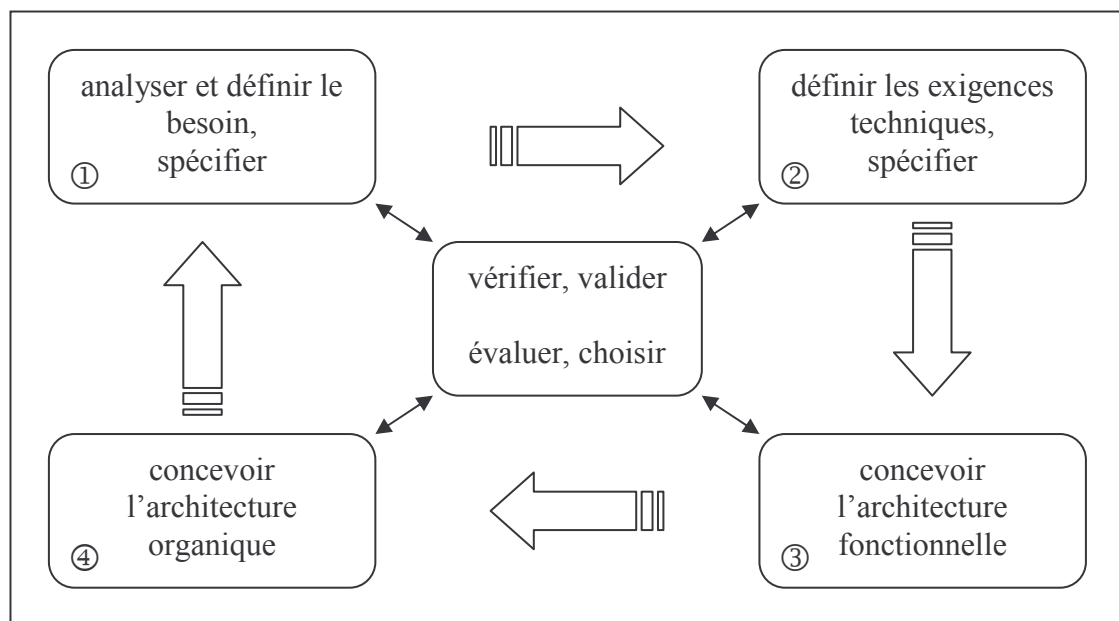 analyser et définir le
besoin,
spécifier
①
définir les exigences
techniques,
spécifier
②
vérifier, valider
évaluer, choisir
concevoir
l’architecture
organique
④
concevoir
l’architecture
fonctionnelle
③